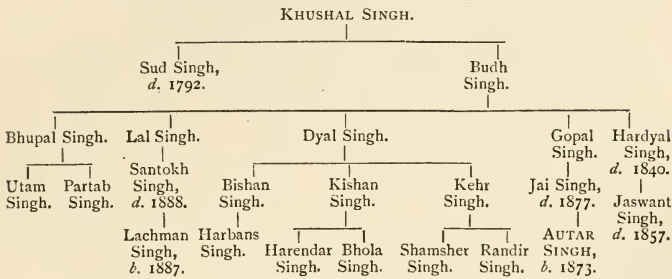 KHUSHAL SINGH.
Sud Singh, Budh
d. 1792. Singh.
Bhupal Singh. Lal Singh. Dyal Singh. Gopal Hardyal
Singh. Singh,
Santokh d. 1840.
Utam Partab Singh, Bishan Kishan Kehr Jai Singh,
Singh. Singh. d. 1888. Singh. Singh. Singh. d. 1877. Jaswant
Singh,
Lachman Harbans AUTAR d. 1857.
Singh, Singh. Harendar Bhola Shamsher Randir SINGH,
b. 1887. Singh. Singh. Singh. Singh. b. 1873.